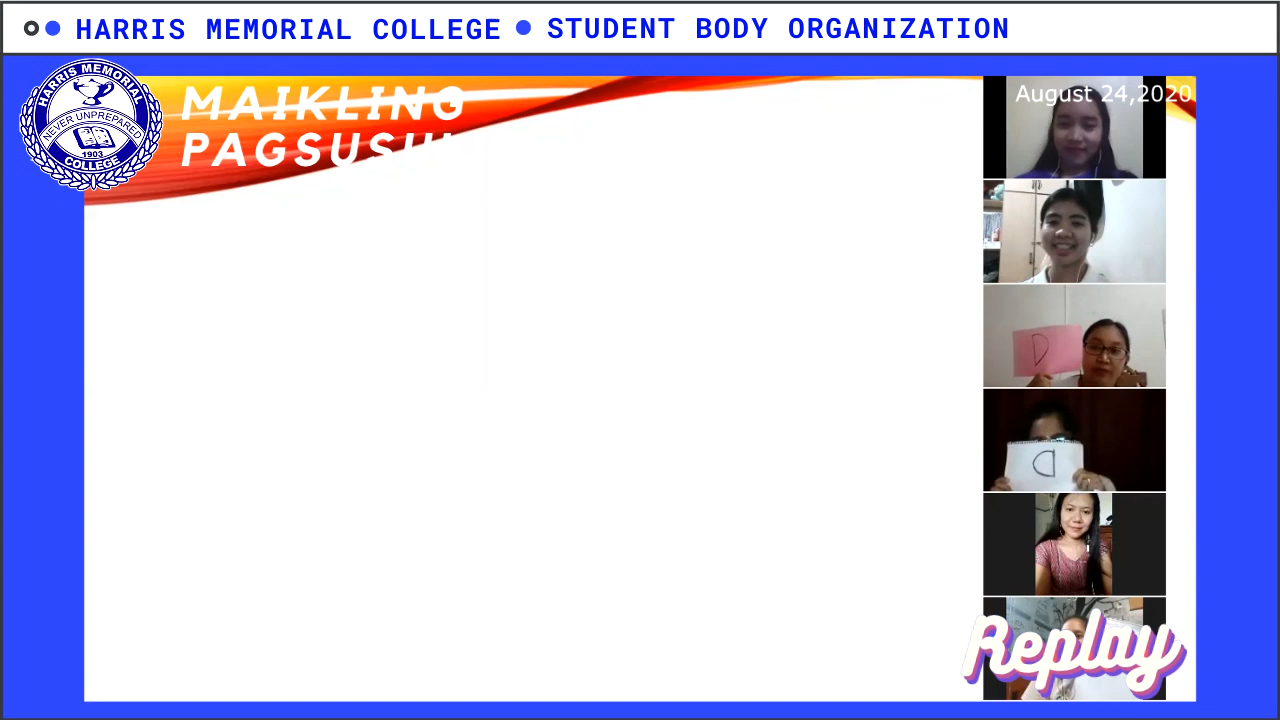 HARRIS MEMORIAL COLLEGE STUDENT BODY ORGANIZATION
HARRIS MEMORIAL
NEVER UNPREPARED
1903
COLLEGE
MAIKLING
August 24,2020
D
D
Replay